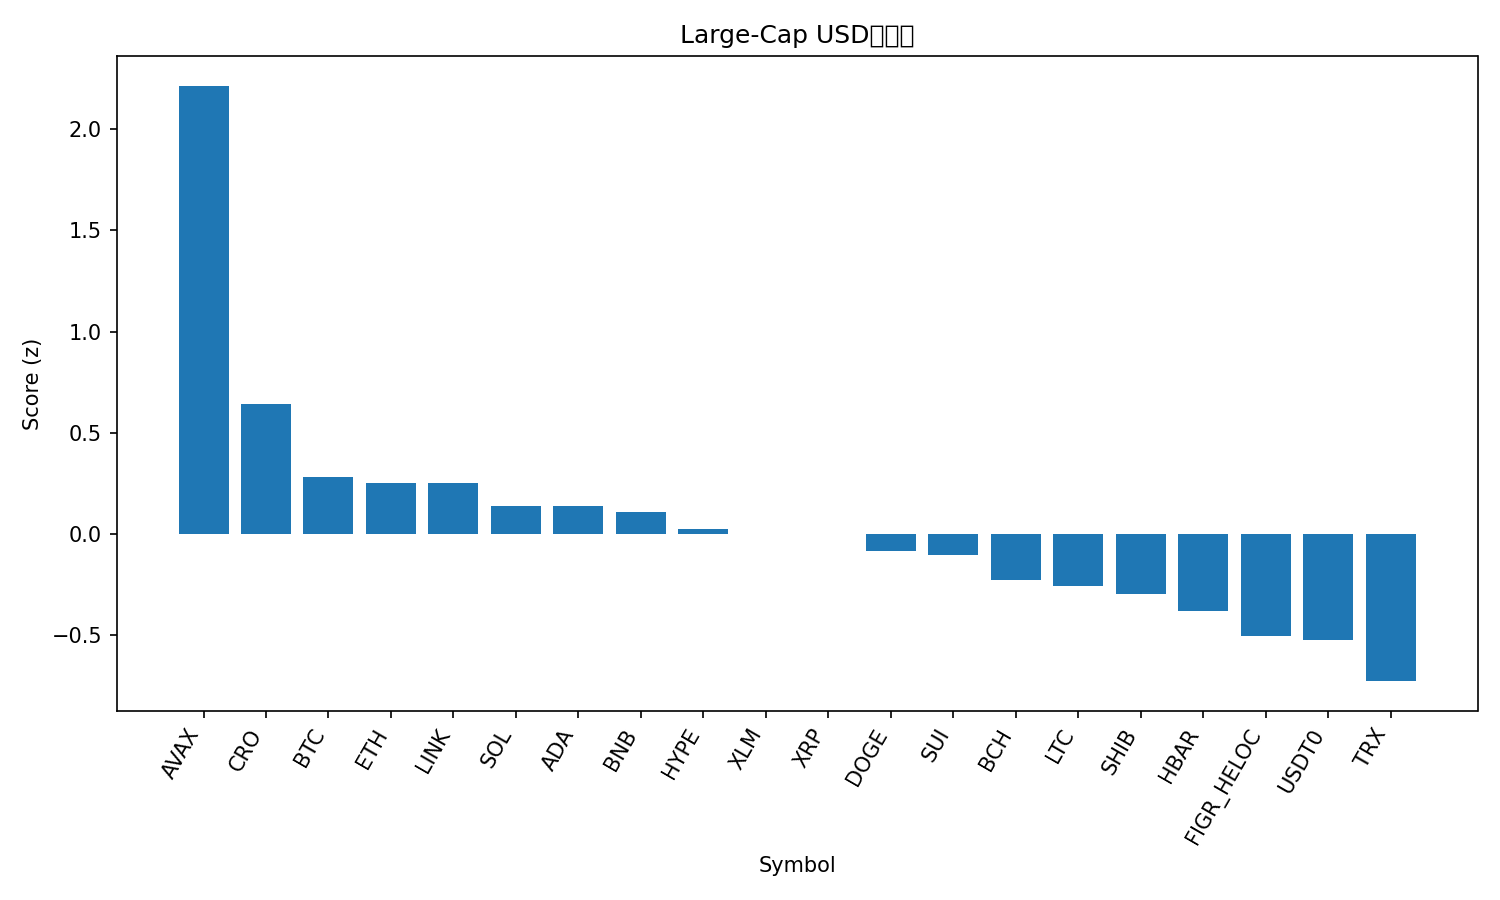 Large-Cap USD
Score (z)
2.0
1.5
1.0
0.5
0.0
−0.5
AVAX
CRO
BTC
ETH
LINK
SOL
ADA
BNB
HYPE
XLM
XRP
DOGE
SUI
BCH
LTC
SHIB
HBAR
FIGR_HELOC
USDT0
TRX
Symbol